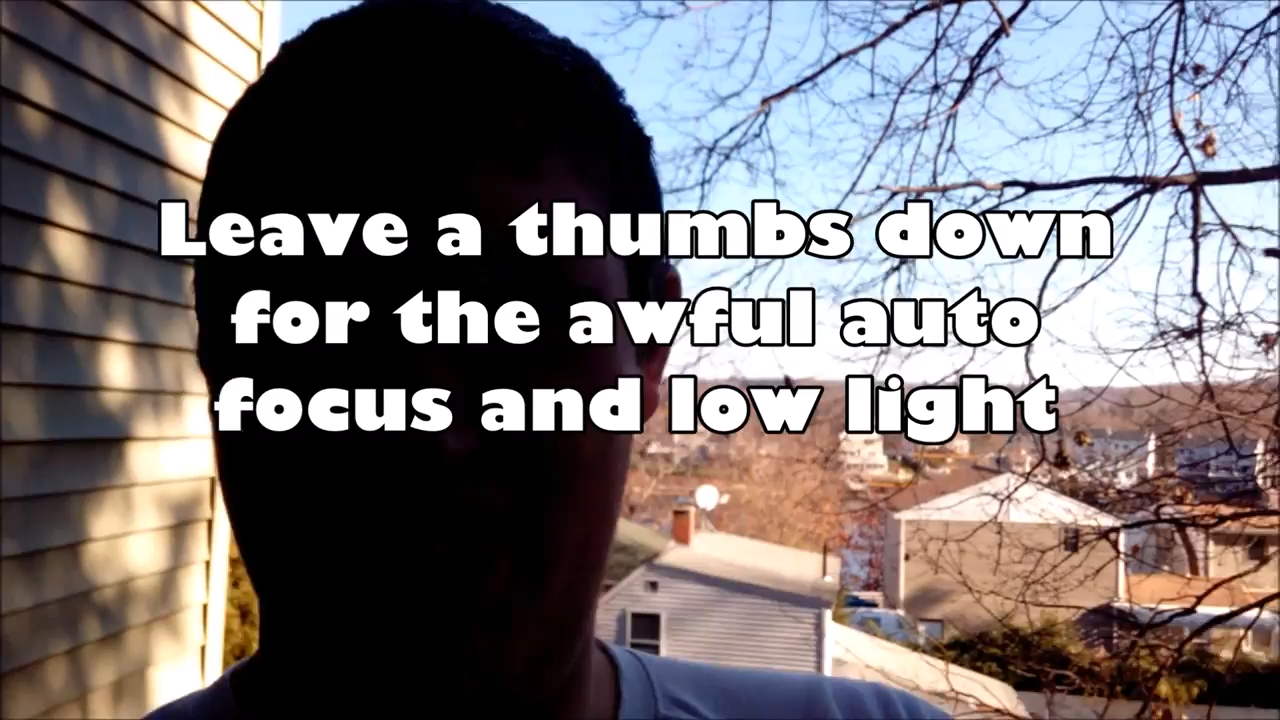 Leave a thumbs down
for the awful auto
focus and low light